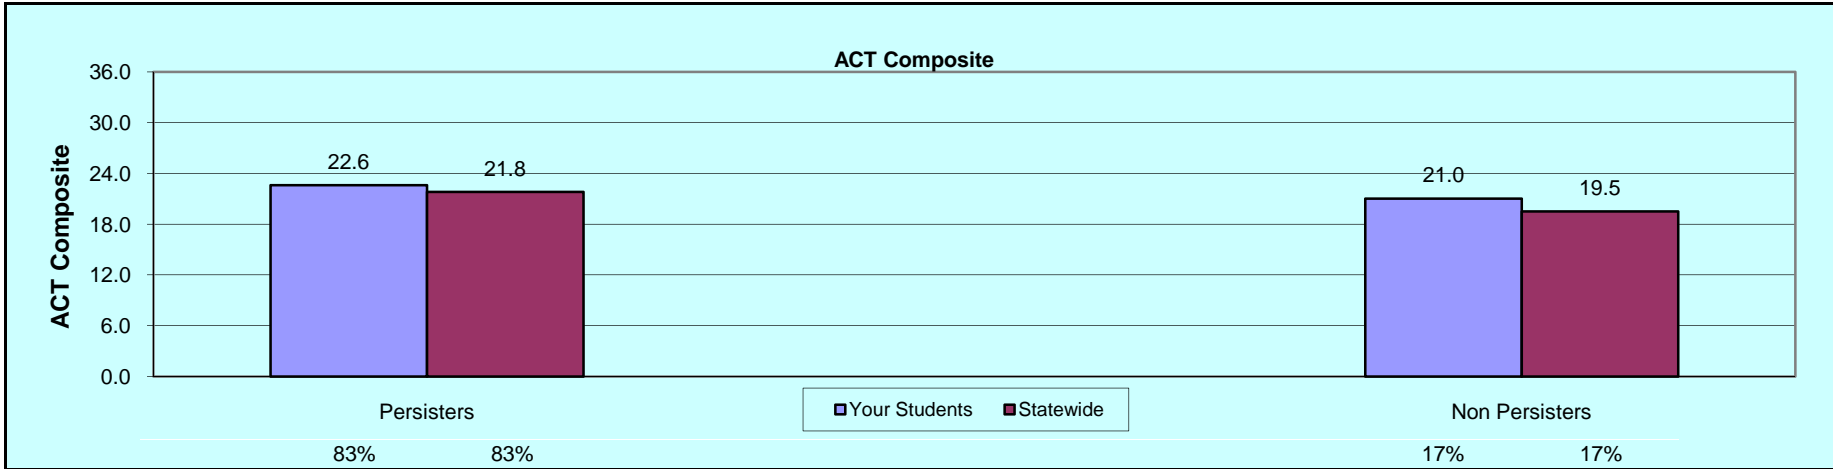 ACT Composite
ACT Composite
36.0
30.0
24.0
18.0
12.0
6.0
0.0
22.6
21.8
21.0
19.5
Persisters
Your Students Statewide
Non Persisters
83% 83% 17% 17%